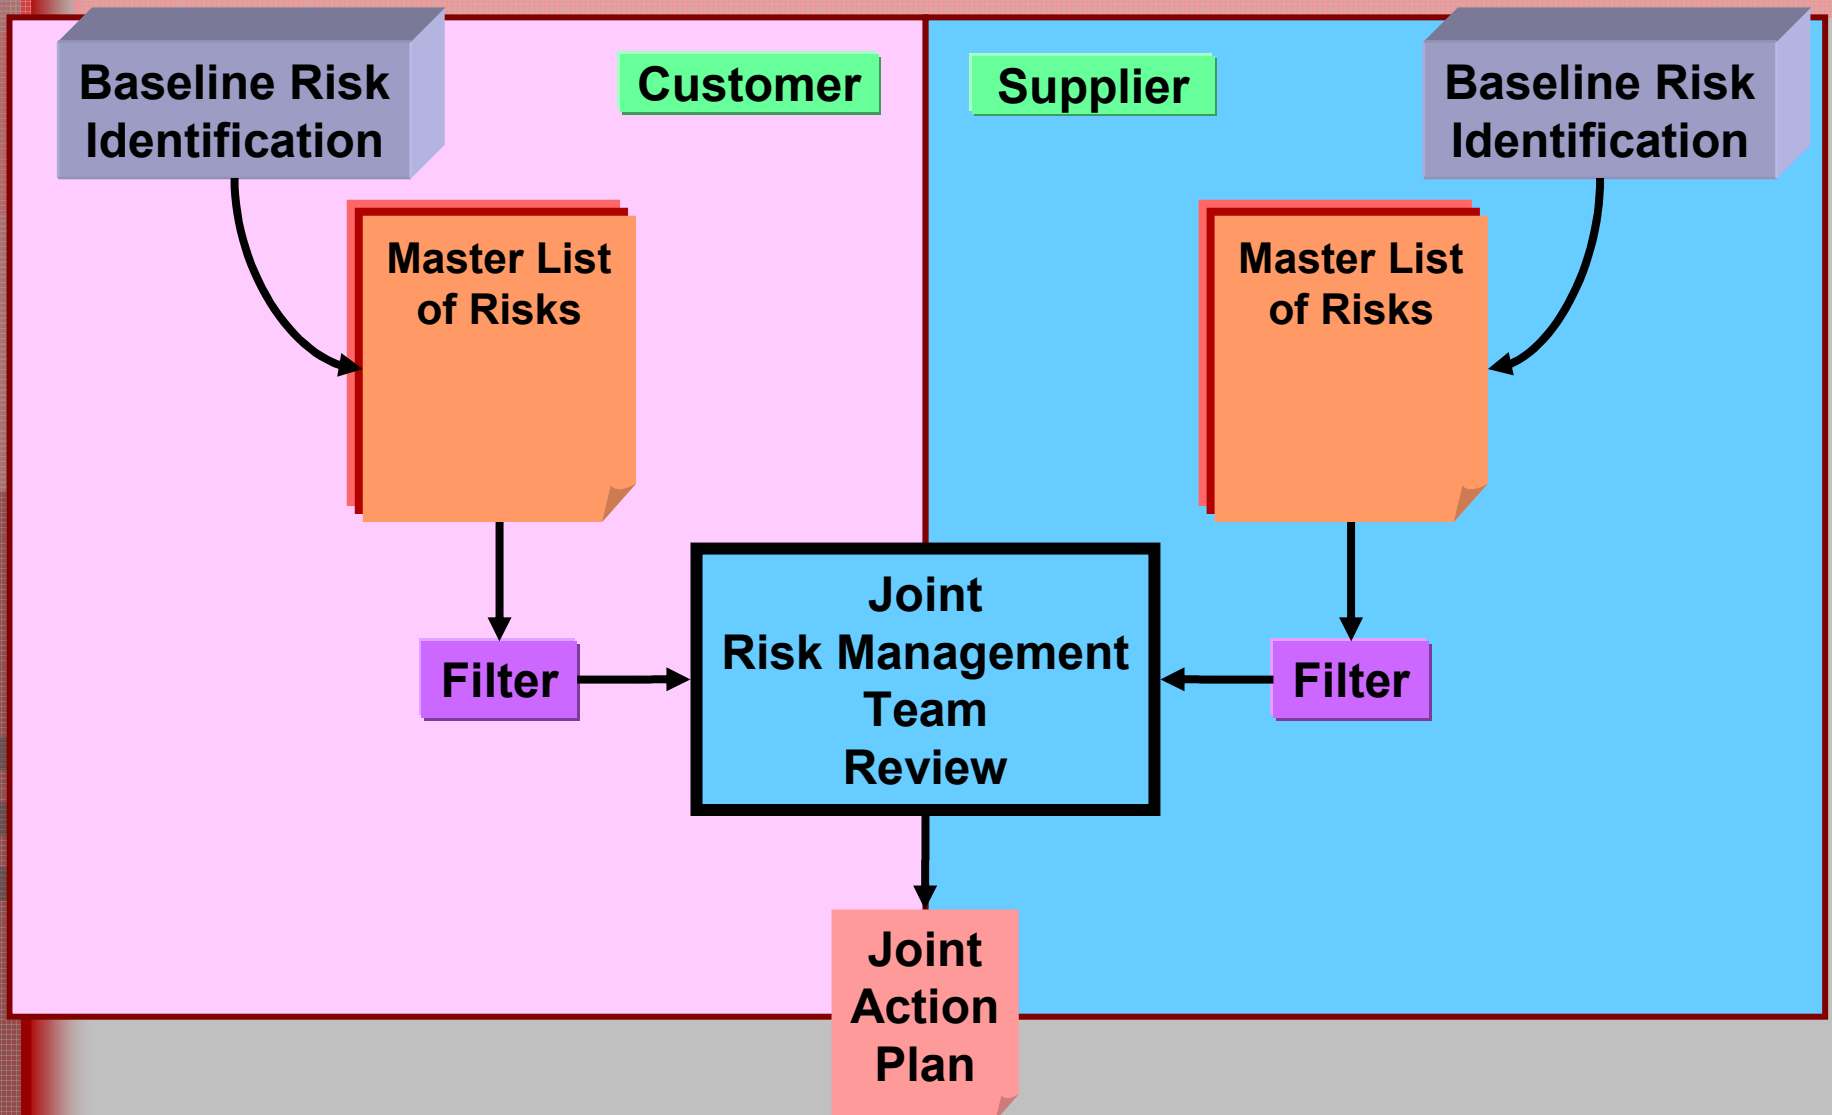 Baseline Risk
Identification
Customer
Supplier
Baseline Risk
Identification
Master List
of Risks
Master List
of Risks
Filter
Joint
Risk Management
Team
Review
Filter
Joint
Action
Plan